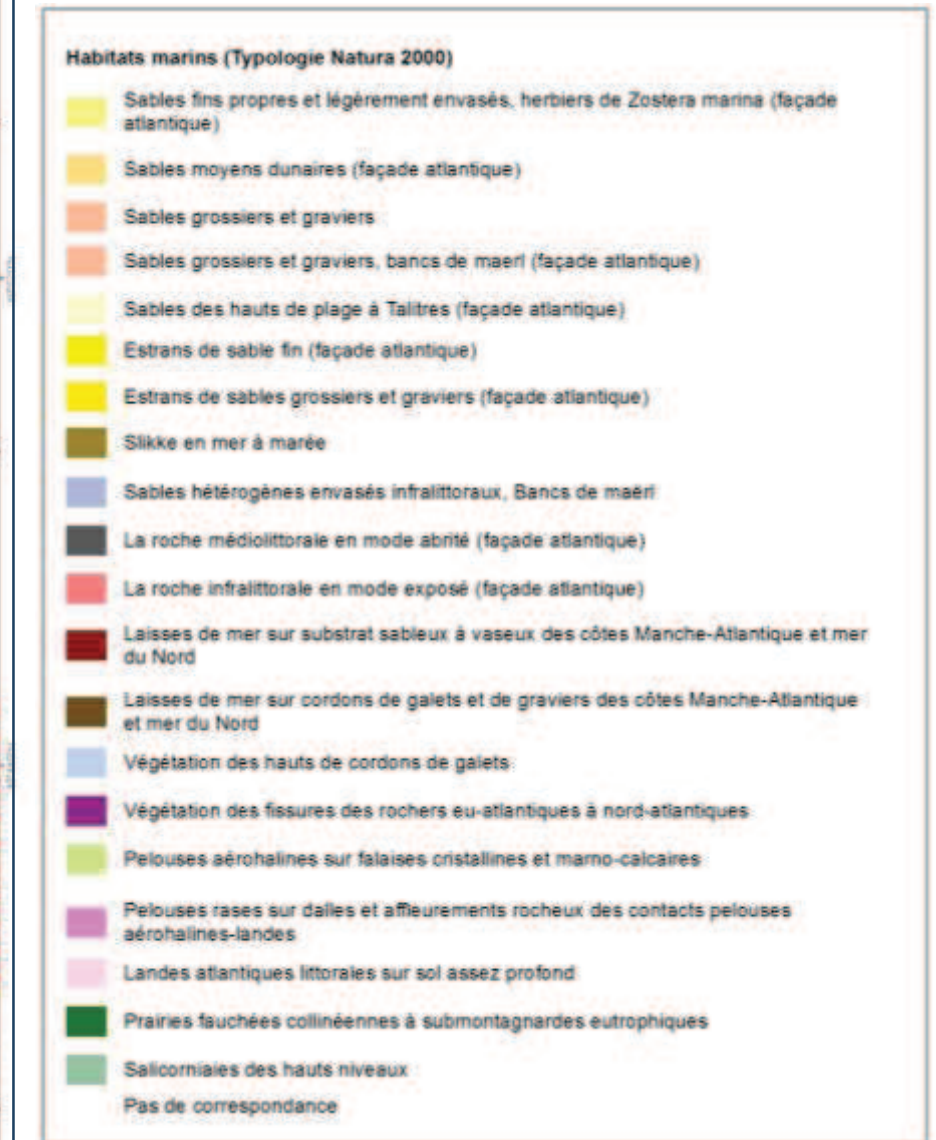 Habitats marins (Typologie Natura 2000)
Sables fins propres et légèrement envasés, herbiers de Zostera marina (façade
atlantique)
Sables moyens dunaires (façade atlantique)
Sables grossiers et graviers
Sables grossiers et graviers, bancs de maerl (façade atlantique)
Sables des hauts de plage à Talitres (façade atlantique)
Estrans de sable fin (façade atlantique)
Estrans de sables grossiers et graviers (façade atlantique)
Slikke en mer à marée
Sables hétérogènes envasés infralittoraux, Bancs de maërl
La roche médiolittorale en mode abrité (façade atlantique)
La roche infralittorale en mode exposé (façade atlantique)
Laisses de mer sur substrat sableux à vaseux des côtes Manche-Atlantique et mer
du Nord
Laisses de mer sur cordons de galets et de graviers des côtes Manche-Atlantique
et mer du Nord
Végétation des hauts de cordons de galets
Végétation des fissures des rochers eu-atlantiques à nord-atlantiques
Pelouses aérohalines sur falaises cristallines et marno-calcaires
Pelouses rases sur dalles et affleurements rocheux des contacts pelouses
aérohalines-landes
Landes atlantiques littorales sur sol assez profond
Prairies fauchées collinéennes à submontagnardes eutrophiques
Salicorniaies des hauts niveaux
Pas de correspondance